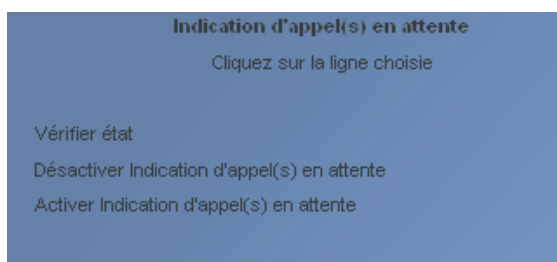 Indication d'appel(s) en attente
Cliquez sur la ligne choisie
Vérifier état
Désactiver Indication d'appel(s) en attente
Activer Indication d'appel(s) en attente